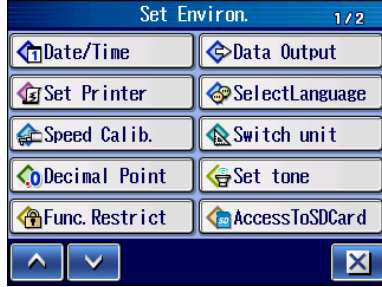 Set Environ. 1/2
Date/Time Data Output
Set Printer SelectLanguage
Speed Calib. Switch unit
Decimal Point Set tone
Func.Restrict AccessToSDCard